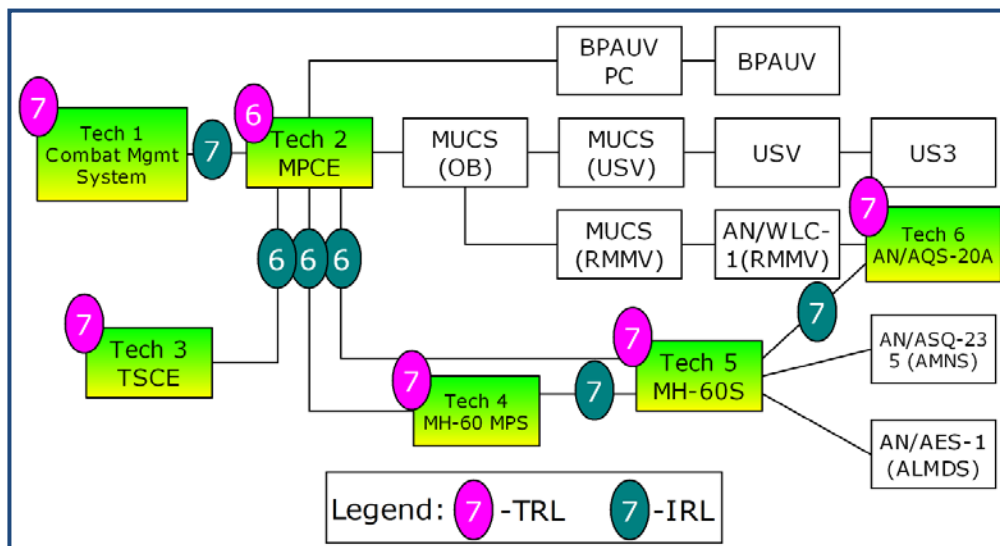 BPAUV
PC
BPAUV
7
Tech 1
Combat Mgmt
System
7
6
Tech 2
MPCE
MUCS
(OB)
MUCS
(USV)
USV
US3
MUCS
(RMMV)
AN/WLC-
1(RMMV)
7
Tech 6
AN/AQS-20A
6
6
6
7
7
Tech 3
TSCE
7
Tech 4
MH-60 MPS
7
7
Tech 5
MH-60S
AN/ASQ-23
5 (AMNS)
AN/AES-1
(ALMDS)
Legend: 7 -TRL 7 -IRL